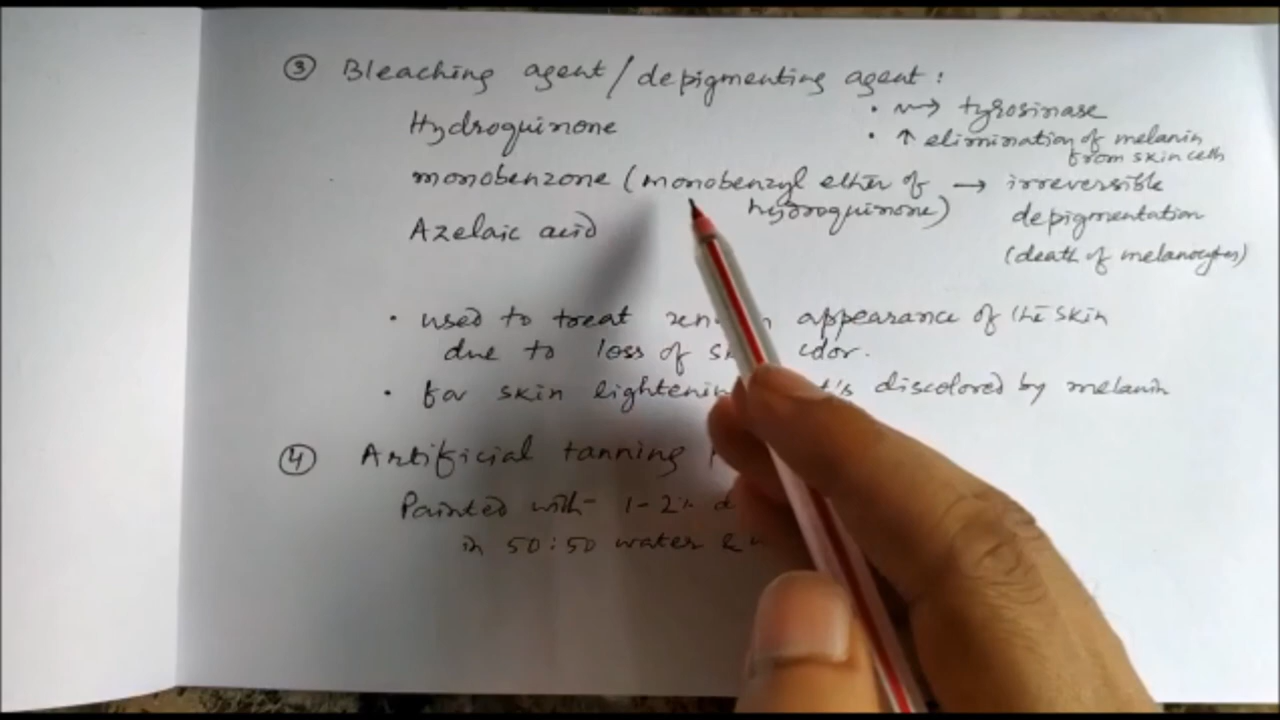 ③ Bleaching agent/depigmenting agent:
Hydroquinone
• → tyrosinase
• ↑ elimination of melanin from skin cells
monobenzone (monobenzyl ether of hydroquinone) → irreversible depigmentation
(death of melanocytes)
Azelaic acid
• used to treat appearance of the skin
due to loss of color.
• for skin discolored by melanin
④ Artificial tanning
Painted with 1-2%
in 50:50 water &